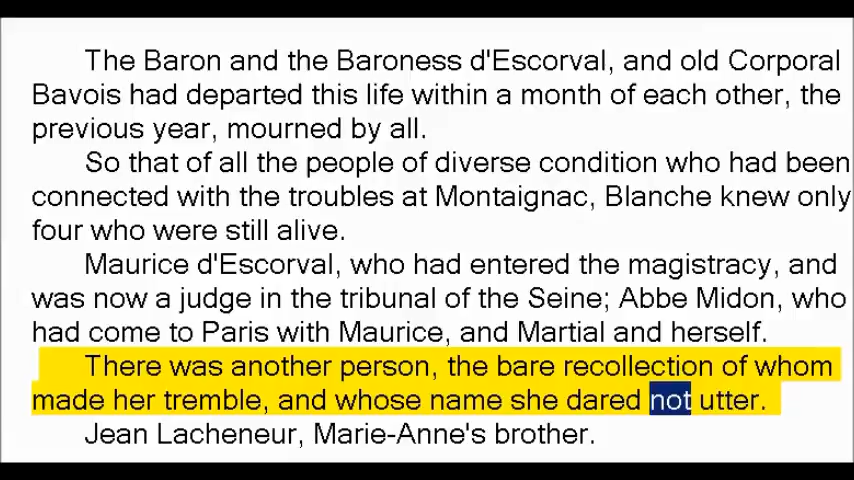 The Baron and the Baroness d'Escorval, and old Corporal
Bavois had departed this life within a month of each other, the
previous year, mourned by all.
So that of all the people of diverse condition who had been
connected with the troubles at Montaignac, Blanche knew only
four who were still alive.
Maurice d'Escorval, who had entered the magistracy, and
was now a judge in the tribunal of the Seine; Abbe Midon, who
had come to Paris with Maurice, and Martial and herself.
There was another person, the bare recollection of whom
made her tremble, and whose name she dared not utter.
Jean Lacheneur, Marie-Anne's brother.